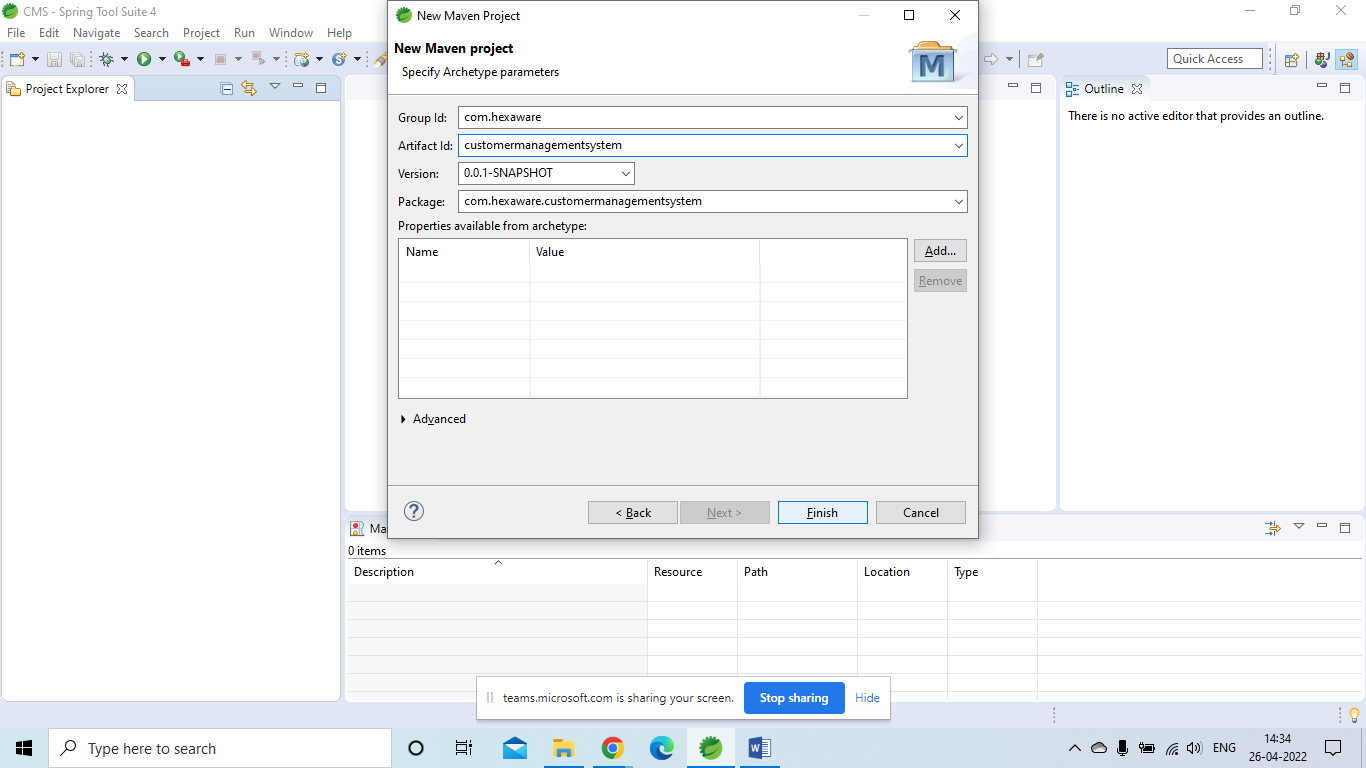 CMS - Spring Tool Suite 4
File Edit Navigate Search Project Run Window Help
Quick Access
Project Explorer
Outline
There is no active editor that provides an outline.
New Maven Project
New Maven project
Specify Archetype parameters
M
Group Id: com.hexaware
Artifact Id: customermanagementsystem
Version: 0.0.1-SNAPSHOT
Package: com.hexaware.customermanagementsystem
Properties available from archetype:
Name Value
Add...
Remove
Advanced
? < Back Next > Finish Cancel
Ma
0 items
Description Resource Path Location Type
teams.microsoft.com is sharing your screen. Stop sharing Hide
Type here to search
W
ENG
14:34
26-04-2022